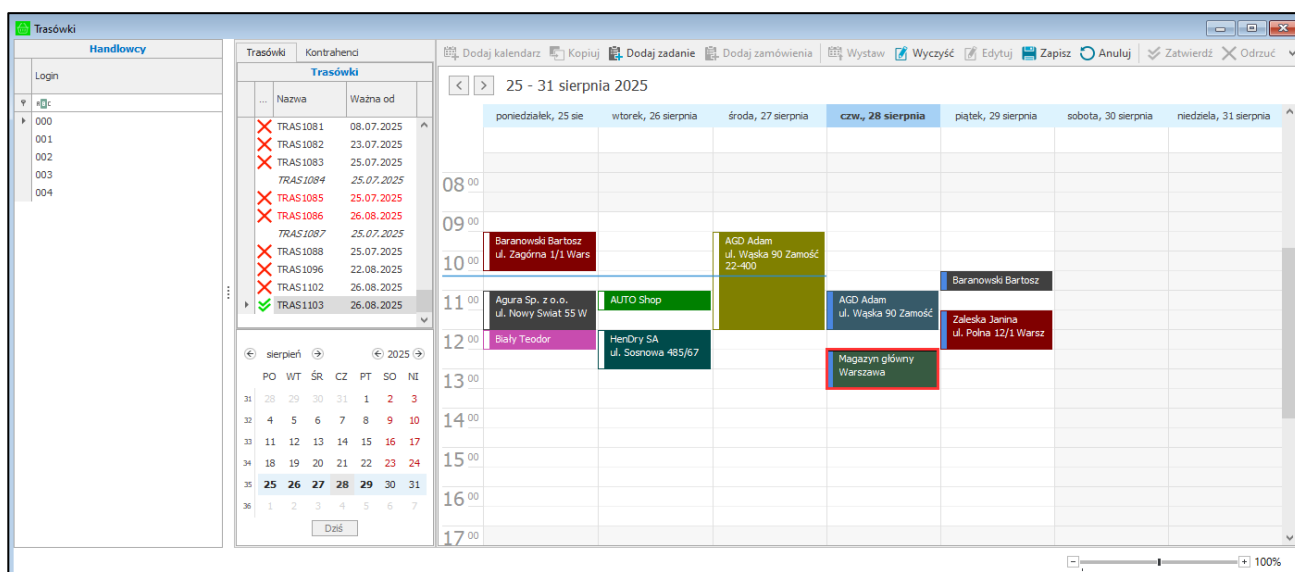 Trasówki
Handlowcy
Login
000
001
002
003
004
Trasówki Kontrahenci
Trasówki
... Nazwa Ważna od
TRAS1081 08.07.2025
TRAS1082 23.07.2025
TRAS1083 25.07.2025
TRAS1084 25.07.2025
TRAS1085 25.07.2025
TRAS1086 26.08.2025
TRAS1087 25.07.2025
TRAS1088 25.07.2025
TRAS1096 22.08.2025
TRAS1102 26.08.2025
TRAS1103 26.08.2025
sierpień 2025
PO WT ŚR CZ PT SO NI
31 28 29 30 31 1 2 3
32 4 5 6 7 8 9 10
33 11 12 13 14 15 16 17
34 18 19 20 21 22 23 24
35 25 26 27 28 29 30 31
36 1 2 3 4 5 6 7
Dziś
Dodaj kalendarz Kopiuj Dodaj zadanie Dodaj zamówienia Wystaw Wyczyść Edytuj Zapisz Anuluj Zatwierdź Odrzuć
< > 25 - 31 sierpnia 2025
poniedziałek, 25 sie wtorek, 26 sierpnia środa, 27 sierpnia czw., 28 sierpnia piątek, 29 sierpnia sobota, 30 sierpnia niedziela, 31 sierpnia
08 00
09 00
10 00
11 00
12 00
13 00
14 00
15 00
16 00
17 00
Baranowski Bartosz
ul. Zagórna 1/1 Wars
Agura Sp. z o.o.
ul. Nowy Swiat 55 W
Biały Teodor
AUTO Shop
HenDry SA
ul. Sosnowa 485/67
AGD Adam
ul. Wąska 90 Zamość
22-400
AGD Adam
ul. Wąska 90 Zamość
Magazyn główny
Warszawa
Baranowski Bartosz
Zaleska Janina
ul. Polna 12/1 Warsz
100%